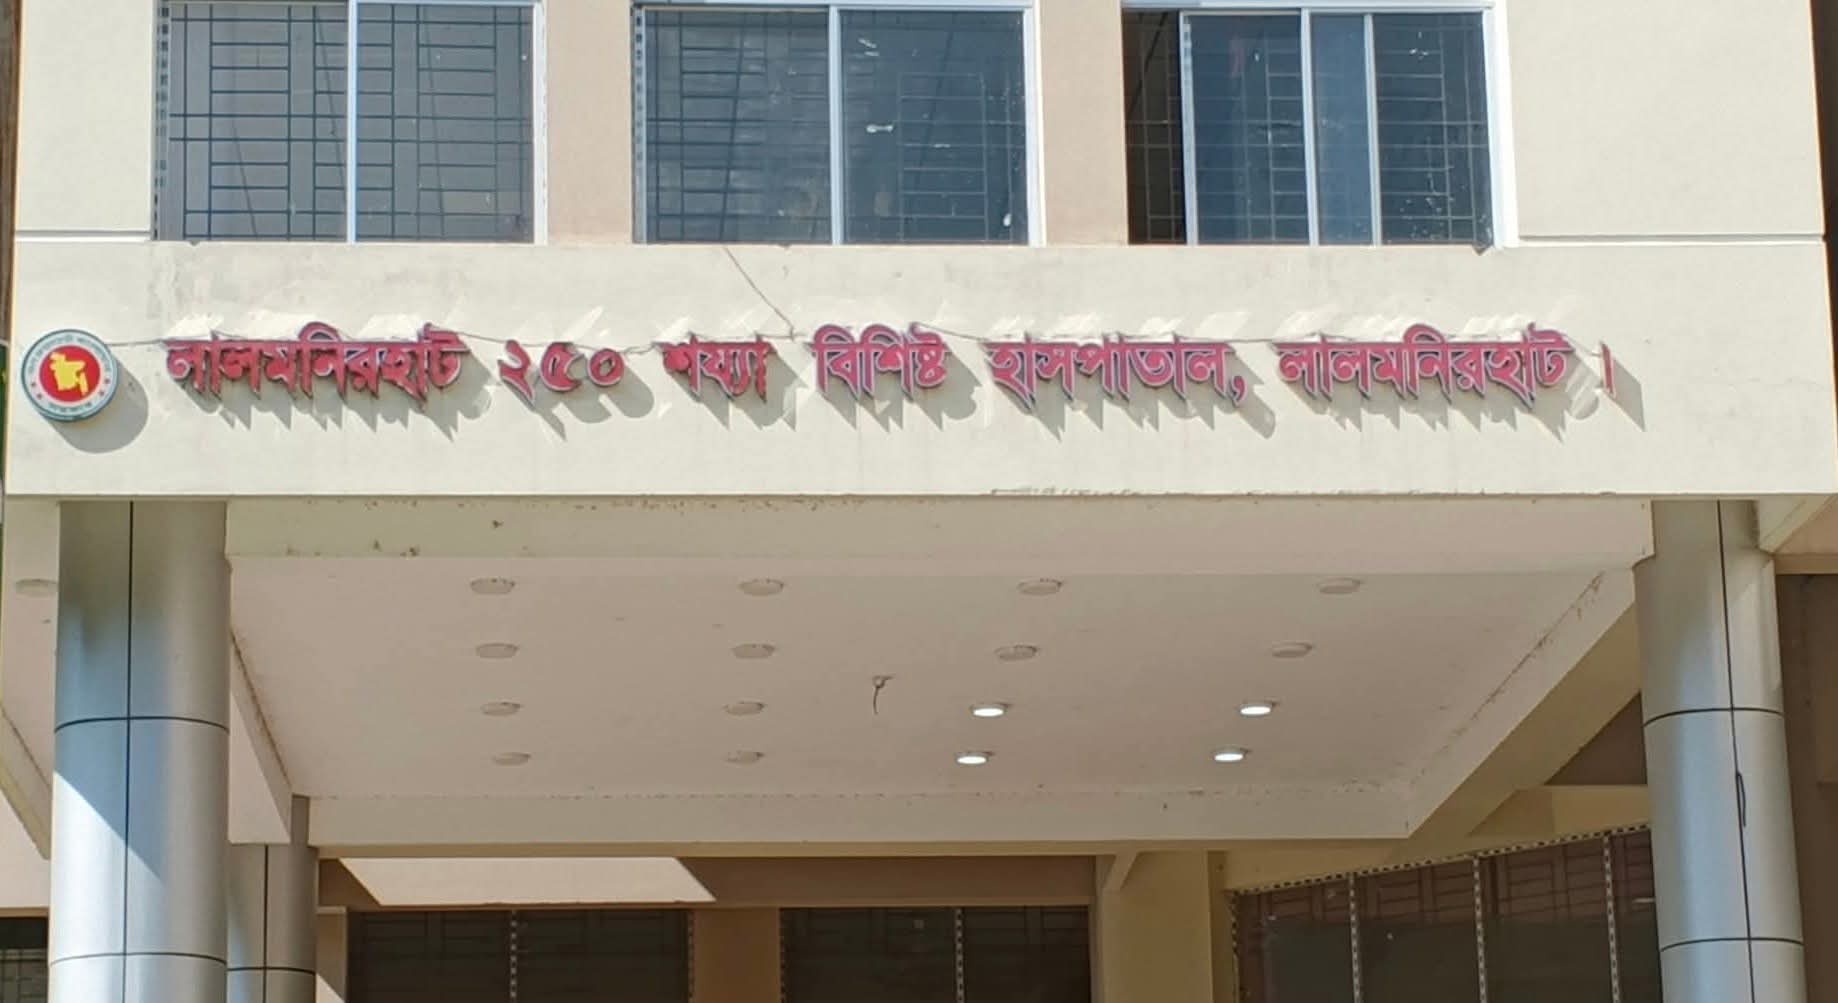 লালমনিরহাট ২৫০ শয্যা বিশিষ্ট হাসপাতাল, লালমনিরহাট।